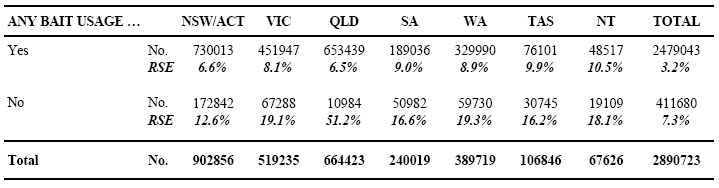 ANY BAIT USAGE … NSW/ACT VIC QLD SA WA TAS NT TOTAL
Yes No. 730013 451947 653439 189036 329990 76101 48517 2479043
RSE 6.6% 8.1% 6.5% 9.0% 8.9% 9.9% 10.5% 3.2%
No No. 172842 67288 10984 50982 59730 30745 19109 411680
RSE 12.6% 19.1% 51.2% 16.6% 19.3% 16.2% 18.1% 7.3%
Total No. 902856 519235 664423 240019 389719 106846 67626 2890723